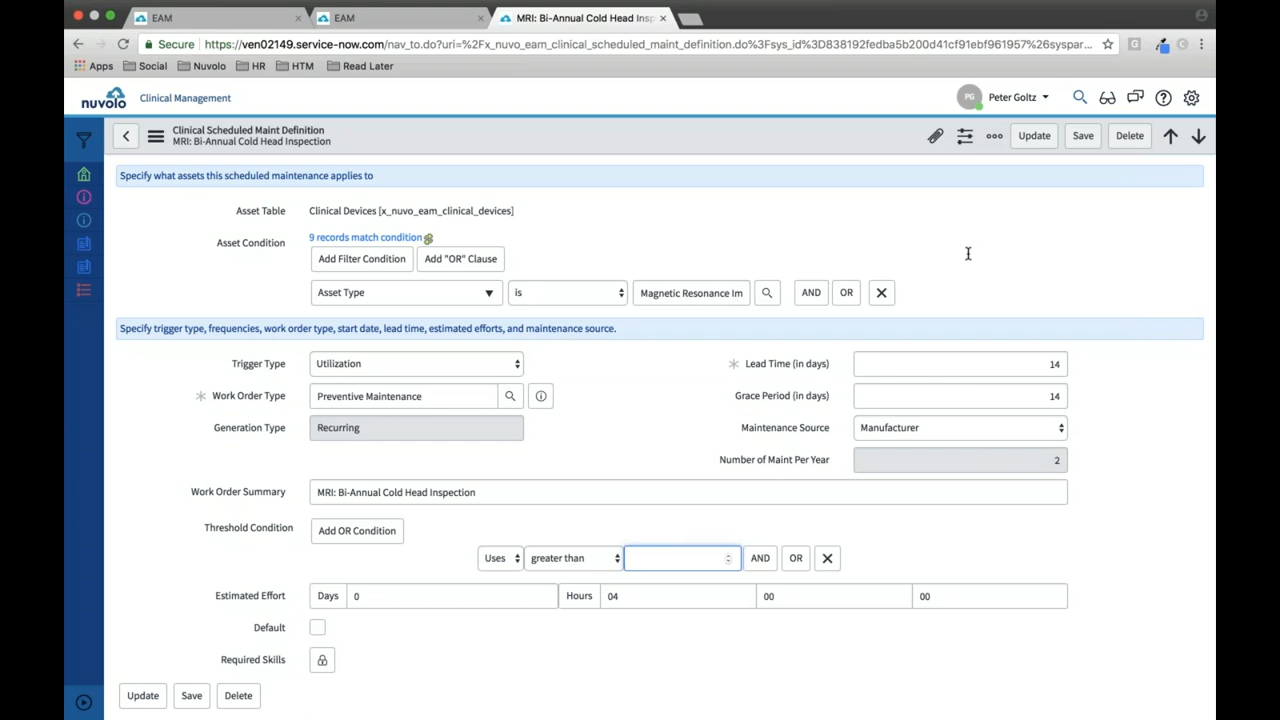 EAM
EAM
MRI: Bi-Annual Cold Head Insp
Secure https://ven02149.service-now.com/nav_to.do?uri=%2Fx_nuvo_eam_clinical_scheduled_maint_definition.do%3Fsys_id%3D838192fedba5b200d41cf91ebf961957%26syspar...
Apps Social Nuvolo HR HTM Read Later
nuvolo Clinical Management PG Peter Goltz
Clinical Scheduled Maint Definition
MRI: Bi-Annual Cold Head Inspection
Update Save Delete
Specify what assets this scheduled maintenance applies to
Asset Table Clinical Devices [x_nuvo_eam_clinical_devices]
Asset Condition 9 records match condition
Add Filter Condition Add "OR" Clause
Asset Type is Magnetic Resonance Im AND OR
Specify trigger type, frequencies, work order type, start date, lead time, estimated efforts, and maintenance source.
Trigger Type Utilization Lead Time (in days) 14
Work Order Type Preventive Maintenance Grace Period (in days) 14
Generation Type Recurring Maintenance Source Manufacturer
Number of Maint Per Year 2
Work Order Summary MRI: Bi-Annual Cold Head Inspection
Threshold Condition Add OR Condition
Uses greater than AND OR
Estimated Effort Days 0 Hours 04 00 00
Default
Required Skills
Update Save Delete